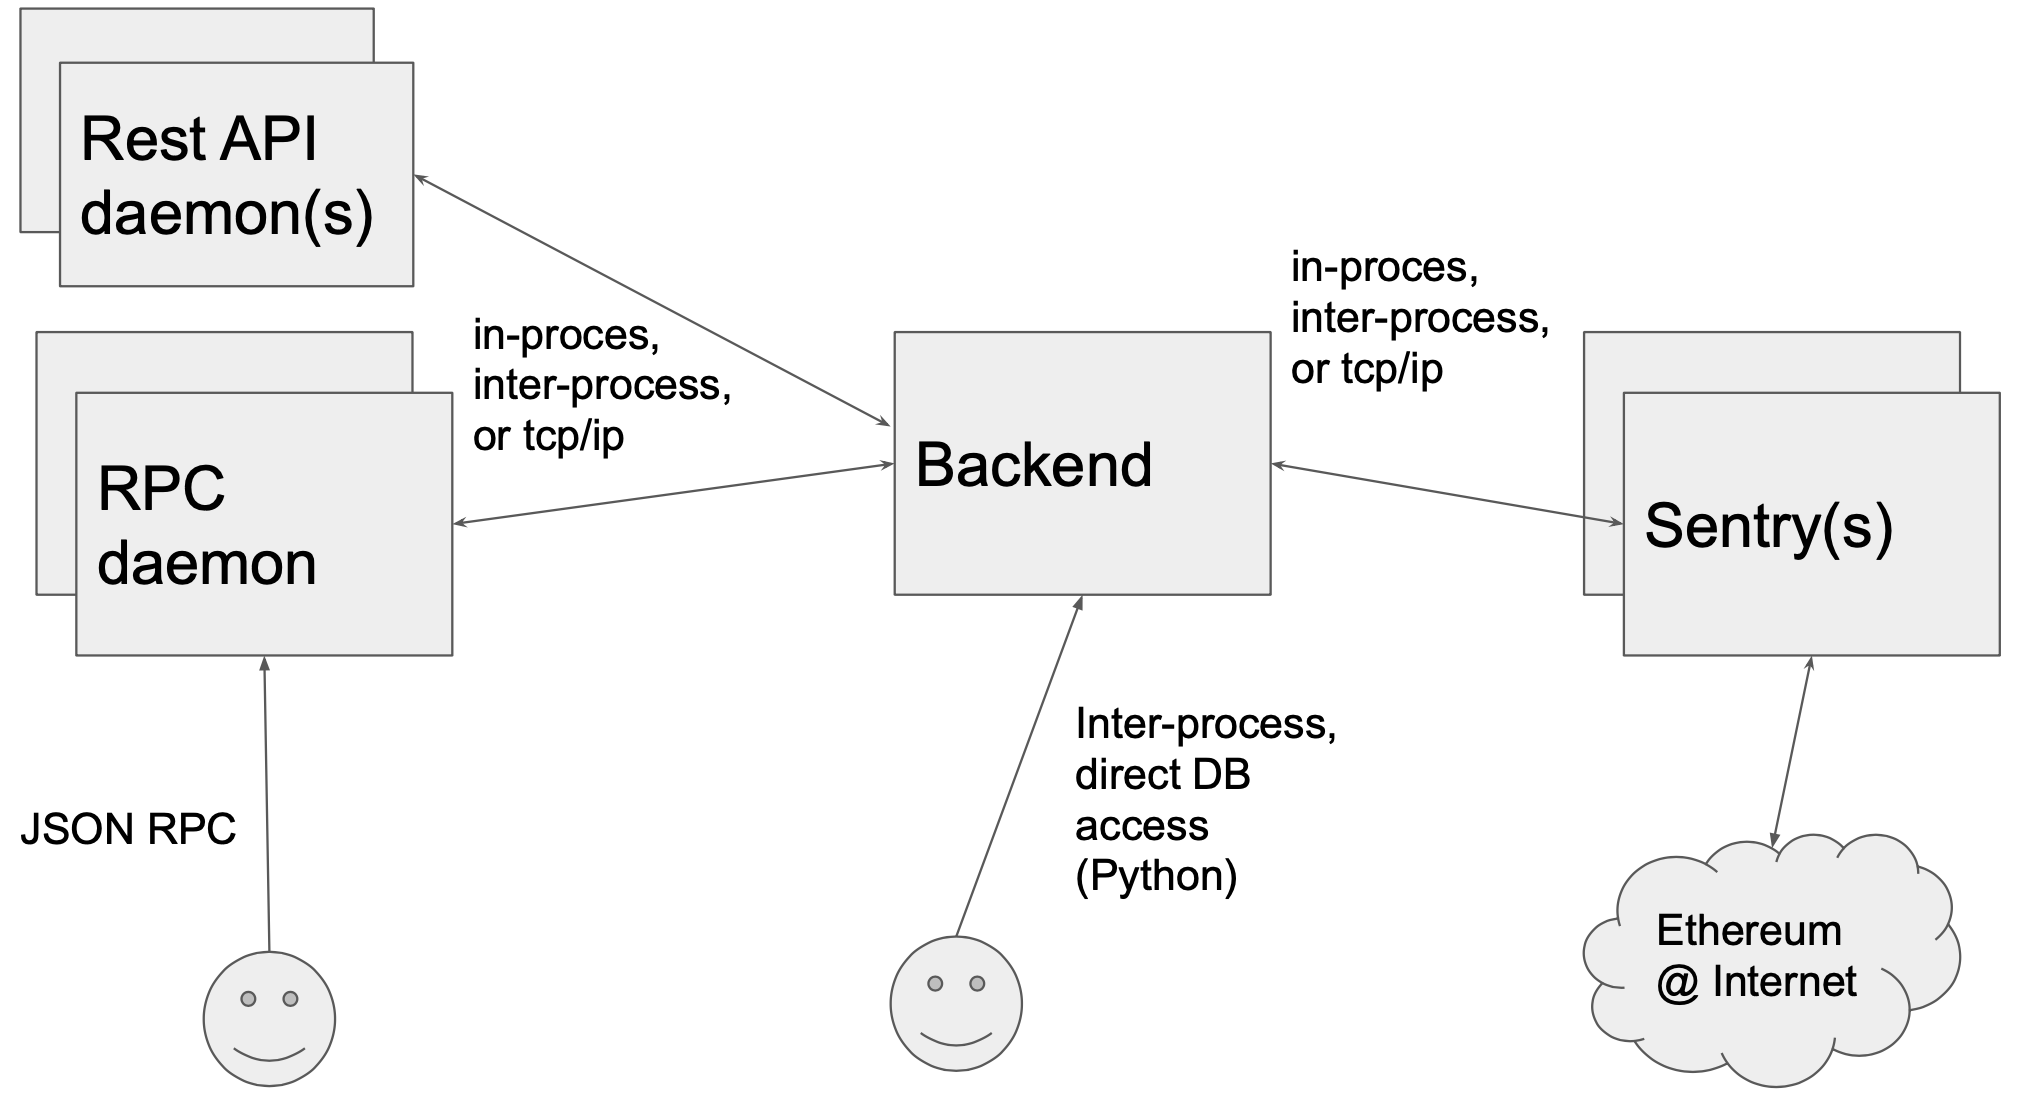 Rest API
daemon(s)
in-proces,
inter-process,
or tcp/ip
RPC
daemon
Backend
in-proces,
inter-process,
or tcp/ip
Sentry(s)
JSON RPC
Inter-process,
direct DB
access
(Python)
Ethereum
@ Internet